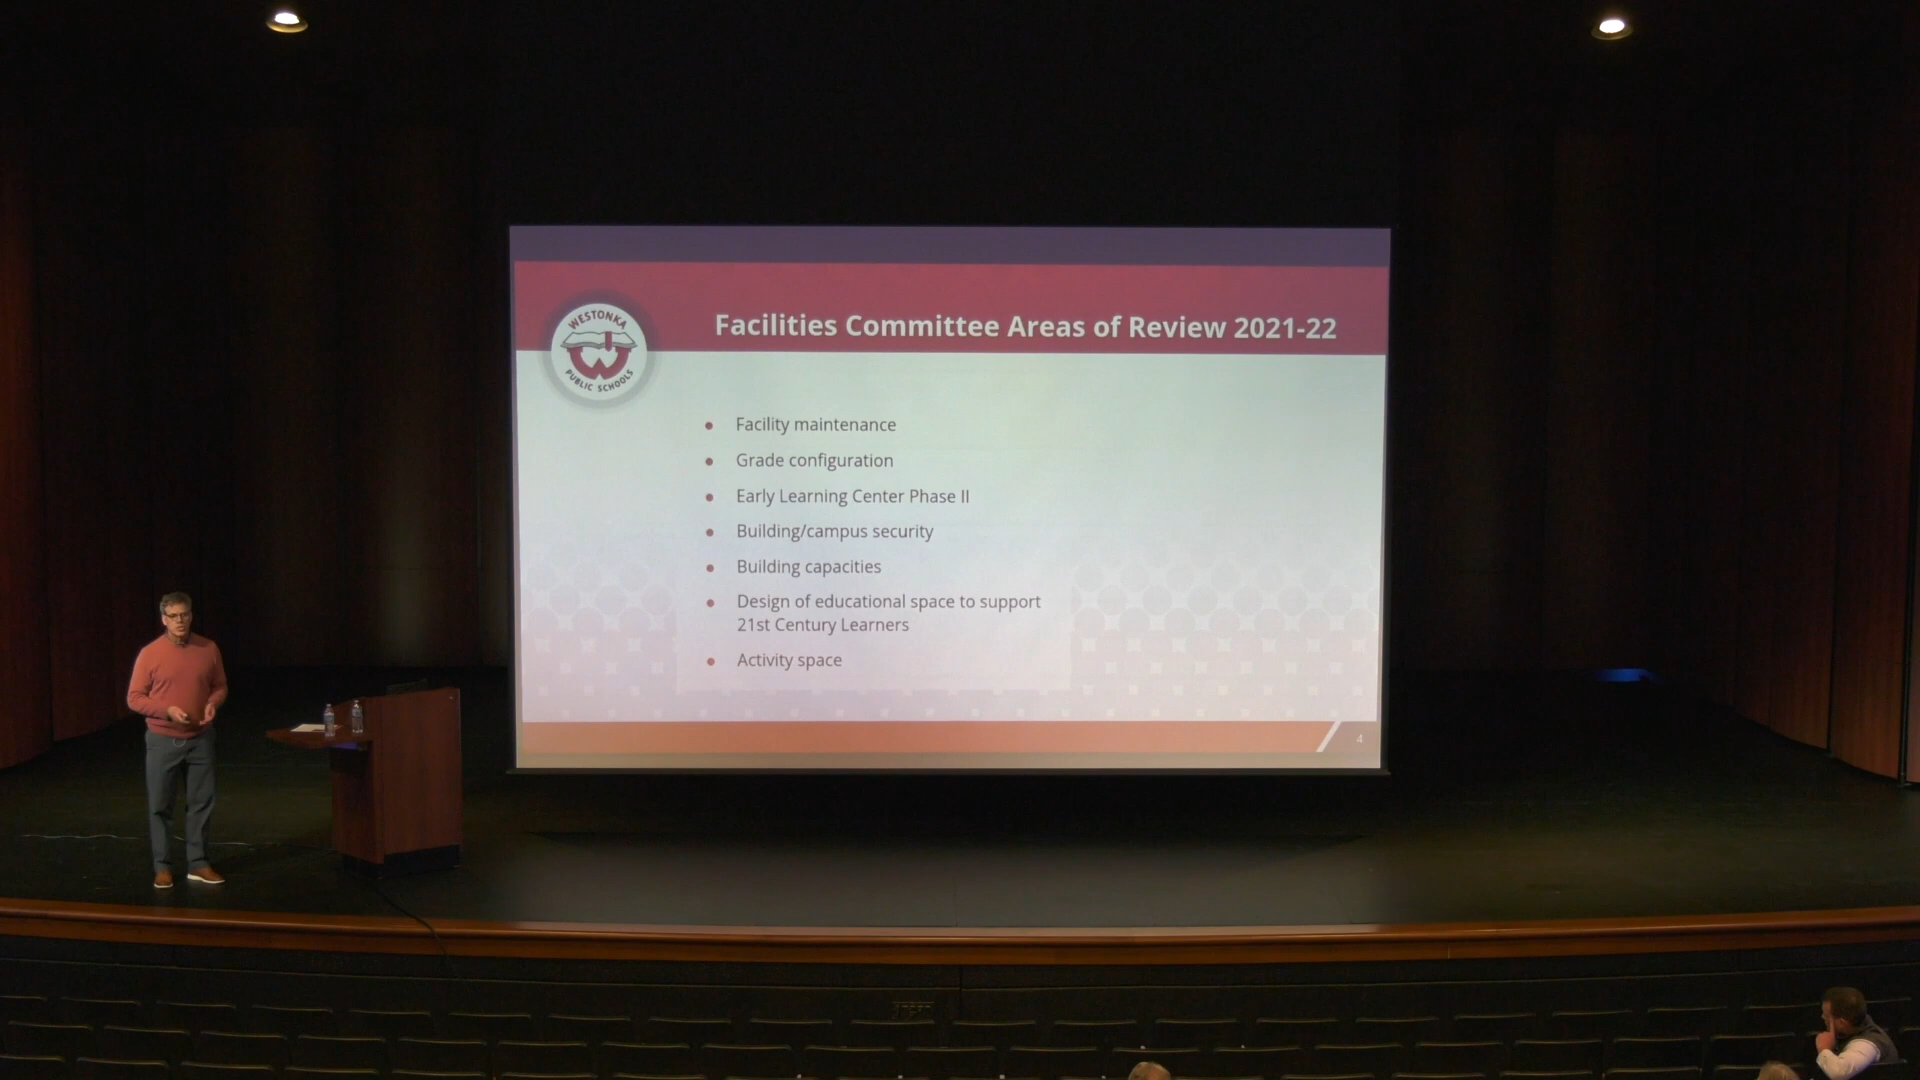 WESTONKA
PUBLIC SCHOOLS
Facilities Committee Areas of Review 2021-22
• Facility maintenance
• Grade configuration
• Early Learning Center Phase II
• Building/campus security
• Building capacities
• Design of educational space to support
21st Century Learners
• Activity space
4